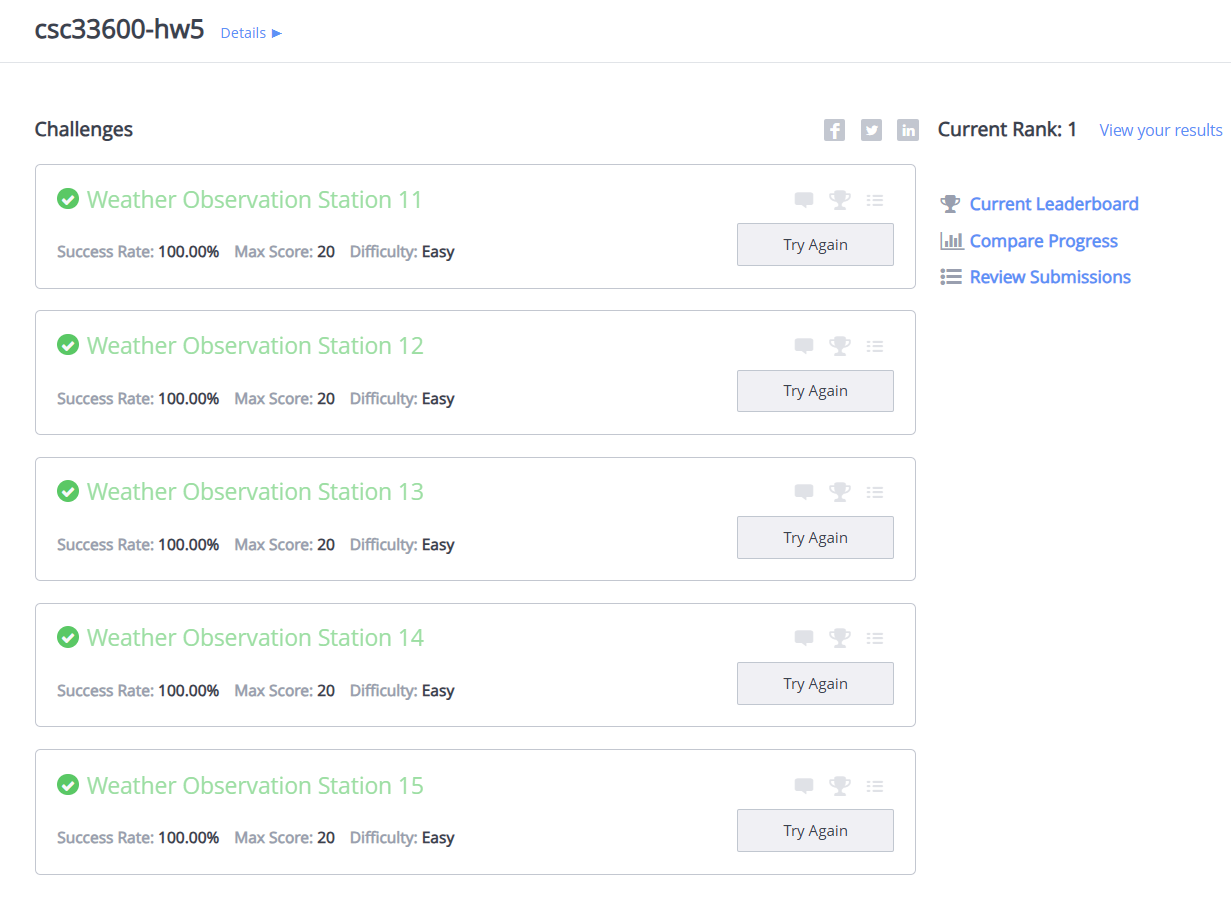 csc33600-hw5 Details ▶
Challenges
Current Rank: 1 View your results
Weather Observation Station 11
Success Rate: 100.00% Max Score: 20 Difficulty: Easy
Try Again
Weather Observation Station 12
Success Rate: 100.00% Max Score: 20 Difficulty: Easy
Try Again
Weather Observation Station 13
Success Rate: 100.00% Max Score: 20 Difficulty: Easy
Try Again
Weather Observation Station 14
Success Rate: 100.00% Max Score: 20 Difficulty: Easy
Try Again
Weather Observation Station 15
Success Rate: 100.00% Max Score: 20 Difficulty: Easy
Try Again
Current Leaderboard
Compare Progress
Review Submissions